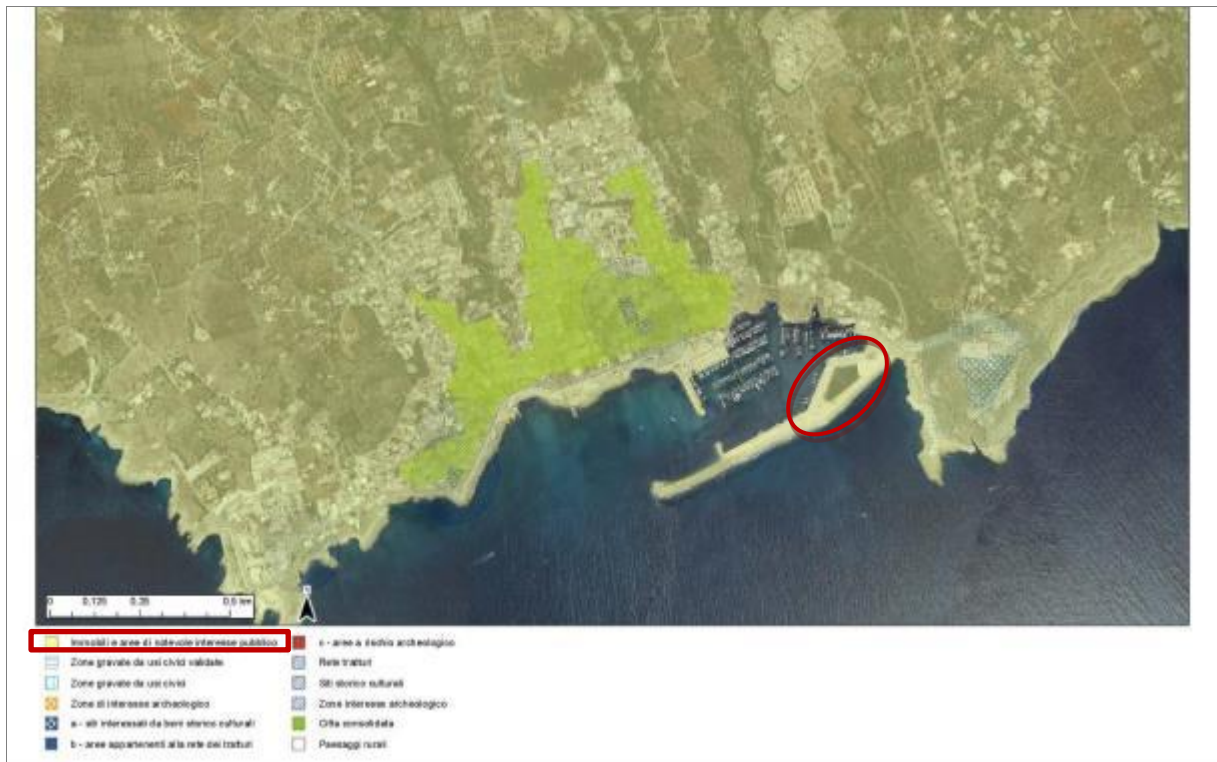 0 0,125 0,25 0,5 km
Immobili e aree di notevole interesse pubblico
Zone gravate da usi civici validate
Zone gravate da usi civici
Zone di interesse archeologico
a - siti interessati da beni storico culturali
b - aree appartenenti alla rete dei tratturi
c - aree a rischio archeologico
Rete tratturi
Siti storico culturali
Zone interesse archeologico
Città consolidata
Paesaggi rurali